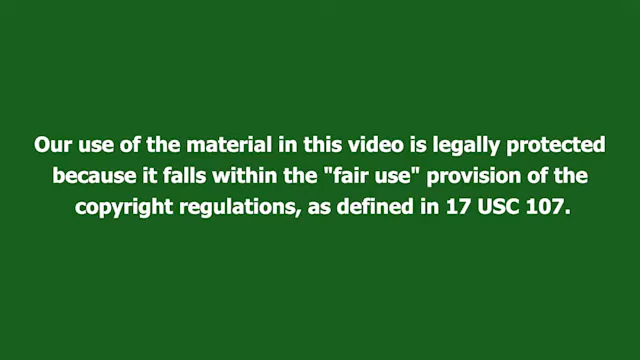 Our use of the material in this video is legally protected
because it falls within the "fair use" provision of the
copyright regulations, as defined in 17 USC 107.